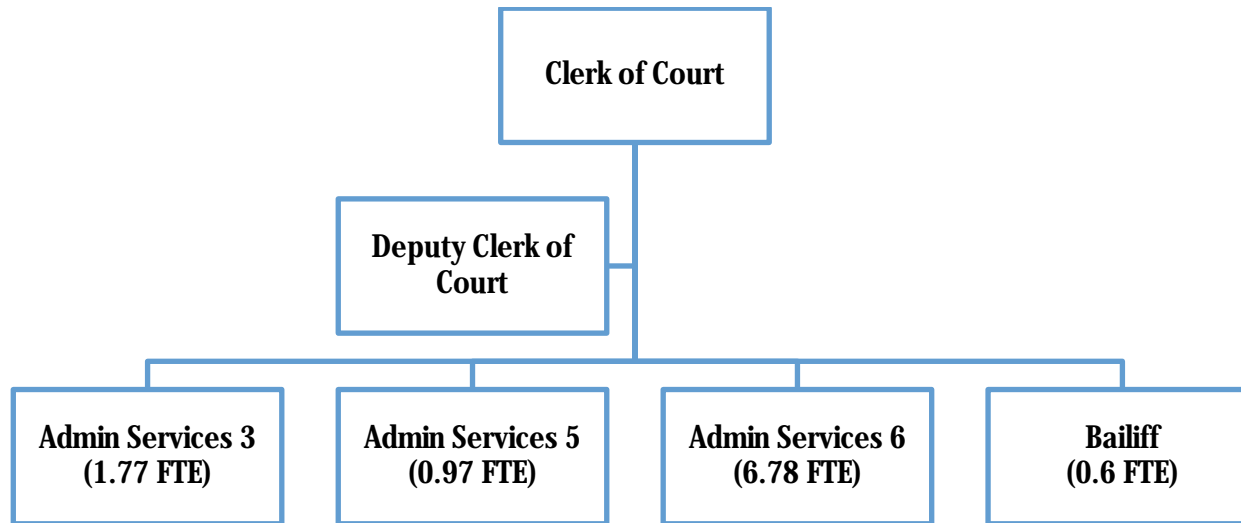 Clerk of Court
Deputy Clerk of
Court
Admin Services 3
(1.77 FTE)
Admin Services 5
(0.97 FTE)
Admin Services 6
(6.78 FTE)
Bailiff
(0.6 FTE)